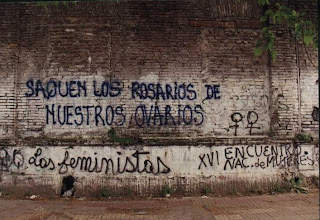 SAQUEN LOS ROSARIOS DE
NUESTROS OVARIOS
Las feministas
XVI ENCUENTRO
NAC. de MUJERES